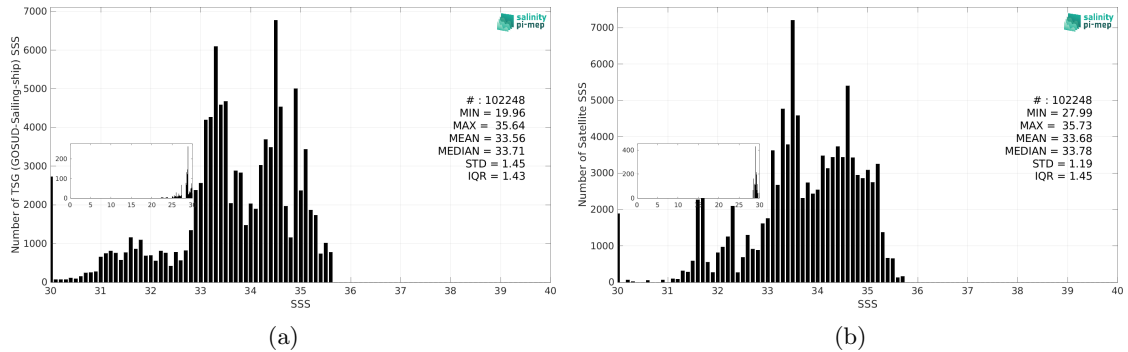 7000
6000
5000
4000
3000
2000
1000
0
Number of TSG (GOSUD-Sailing-ship) SSS
200
100
0
0 5 10 15 20 25 30
salinity
pi-mep
# : 102248
MIN = 19.96
MAX = 35.64
MEAN = 33.56
MEDIAN = 33.71
STD = 1.45
IQR = 1.43
30 31 32 33 34 35 36 37 38 39 40
SSS
(a)
7000
6000
5000
4000
3000
2000
1000
0
Number of Satellite SSS
400
200
0
0 5 10 15 20 25 30
salinity
pi-mep
# : 102248
MIN = 27.99
MAX = 35.73
MEAN = 33.68
MEDIAN = 33.78
STD = 1.19
IQR = 1.45
30 31 32 33 34 35 36 37 38 39 40
SSS
(b)